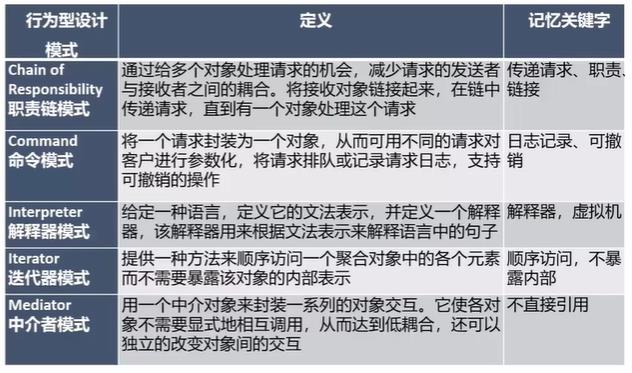 行为型设计
模式
定义
记忆关键字
Chain of
Responsibility
职责链模式
通过给多个对象处理请求的机会，减少请求的发送者
与接收者之间的耦合。将接收对象链接起来，在链中
传递请求，直到有一个对象处理这个请求
传递请求、职责、
链接
Command
命令模式
将一个请求封装为一个对象，从而可用不同的请求对
客户进行参数化，将请求排队或记录请求日志，支持
可撤销的操作
日志记录、可撤
销
Interpreter
解释器模式
给定一种语言，定义它的文法表示，并定义一个解释
器，该解释器用来根据文法表示来解释语言中的句子
解释器，虚拟机
Iterator
迭代器模式
提供一种方法来顺序访问一个聚合对象中的各个元素
而不需要暴露该对象的内部表示
顺序访问，不暴
露内部
Mediator
中介者模式
用一个中介对象来封装一系列的对象交互。它使各对
象不需要显式地相互调用，从而达到低耦合，还可以
独立的改变对象间的交互
不直接引用